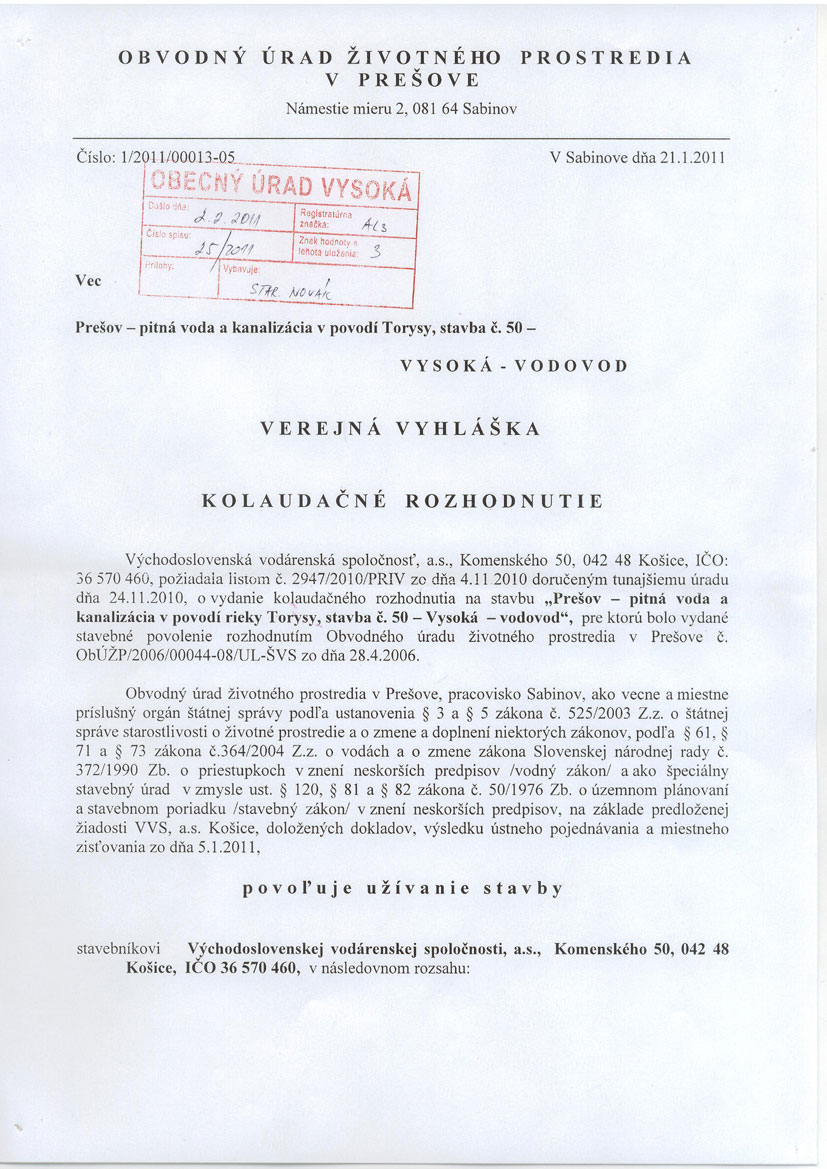 OBVODNÝ ÚRAD ŽIVOTNÉHO PROSTREDIA
V PREŠOVE
Námestie mieru 2, 081 64 Sabinov
Číslo: 1/2011/00013-05
V Sabinove dňa 21.1.2011
OBECNÝ ÚRAD VYSOKÁ
Došlo dňa: 2.2.2011
Registratúrna značka: AL3
Číslo spisu: 25/2011
Znak hodnoty a lehota uloženia: 3
Prílohy:
Vybavuje: STAR. NOVÁK
Vec
Prešov – pitná voda a kanalizácia v povodí Torysy, stavba č. 50 –
VYSOKÁ - VODOVOD
VEREJNÁ VYHLÁŠKA
KOLAUDAČNÉ ROZHODNUTIE
Východoslovenská vodárenská spoločnosť, a.s., Komenského 50, 042 48 Košice, IČO:
36 570 460, požiadala listom č. 2947/2010/PRIV zo dňa 4.11.2010 doručeným tunajšiemu úradu
dňa 24.11.2010, o vydanie kolaudačného rozhodnutia na stavbu „Prešov – pitná voda a
kanalizácia v povodí rieky Torysy, stavba č. 50 – Vysoká – vodovod“, pre ktorú bolo vydané
stavebné povolenie rozhodnutím Obvodného úradu životného prostredia v Prešove č.
ObÚŽP/2006/00044-08/UL-ŠVS zo dňa 28.4.2006.
Obvodný úrad životného prostredia v Prešove, pracovisko Sabinov, ako vecne a miestne
príslušný orgán štátnej správy podľa ustanovenia § 3 a § 5 zákona č. 525/2003 Z.z. o štátnej
správe starostlivosti o životné prostredie a o zmene a doplnení niektorých zákonov, podľa § 61, §
71 a § 73 zákona č.364/2004 Z.z. o vodách a o zmene zákona Slovenskej národnej rady č.
372/1990 Zb. o priestupkoch v znení neskorších predpisov /vodný zákon/ a ako špeciálny
stavebný úrad v zmysle ust. § 120, § 81 a § 82 zákona č. 50/1976 Zb. o územnom plánovaní
a stavebnom poriadku /stavebný zákon/ v znení neskorších predpisov, na základe predloženej
žiadosti VVS, a.s. Košice, doložených dokladov, výsledku ústneho pojednávania a miestneho
zisťovania zo dňa 5.1.2011,
povoľuje užívanie stavby
stavebníkovi Východoslovenskej vodárenskej spoločnosti, a.s., Komenského 50, 042 48
Košice, IČO 36 570 460, v následovnom rozsahu: